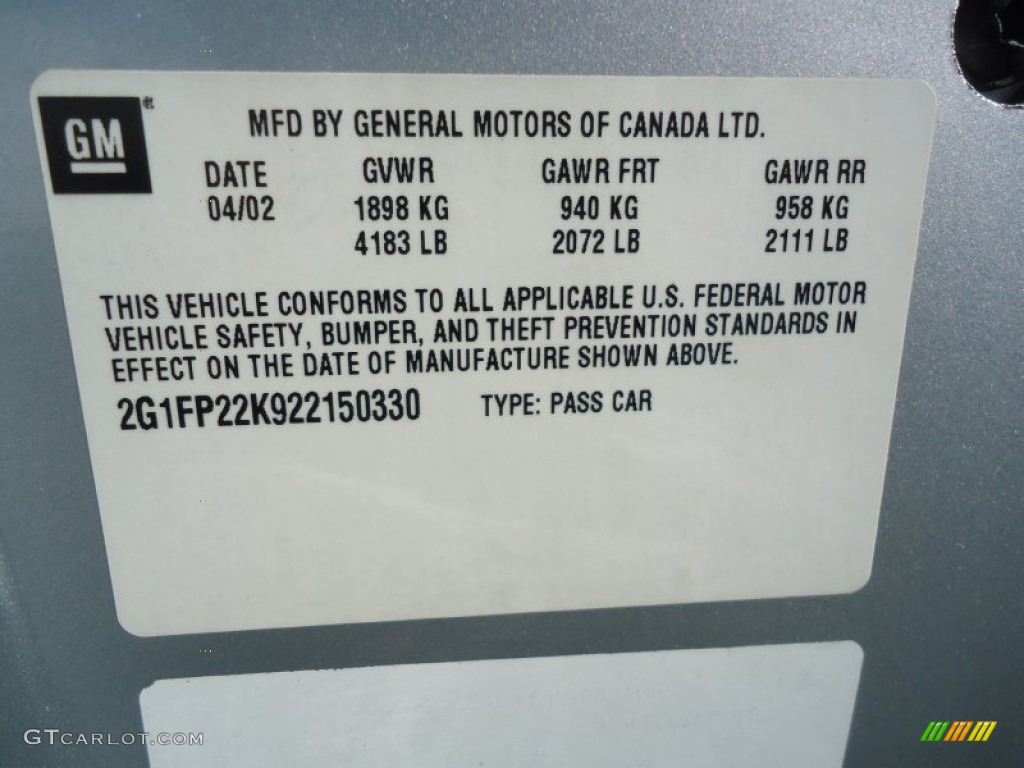 GM
MFD BY GENERAL MOTORS OF CANADA LTD.
DATE GVWR GAWR FRT GAWR RR
04/02 1898 KG 940 KG 958 KG
4183 LB 2072 LB 2111 LB
THIS VEHICLE CONFORMS TO ALL APPLICABLE U.S. FEDERAL MOTOR
VEHICLE SAFETY, BUMPER, AND THEFT PREVENTION STANDARDS IN
EFFECT ON THE DATE OF MANUFACTURE SHOWN ABOVE.
2G1FP22K922150330 TYPE: PASS CAR
GTCARLOT.COM